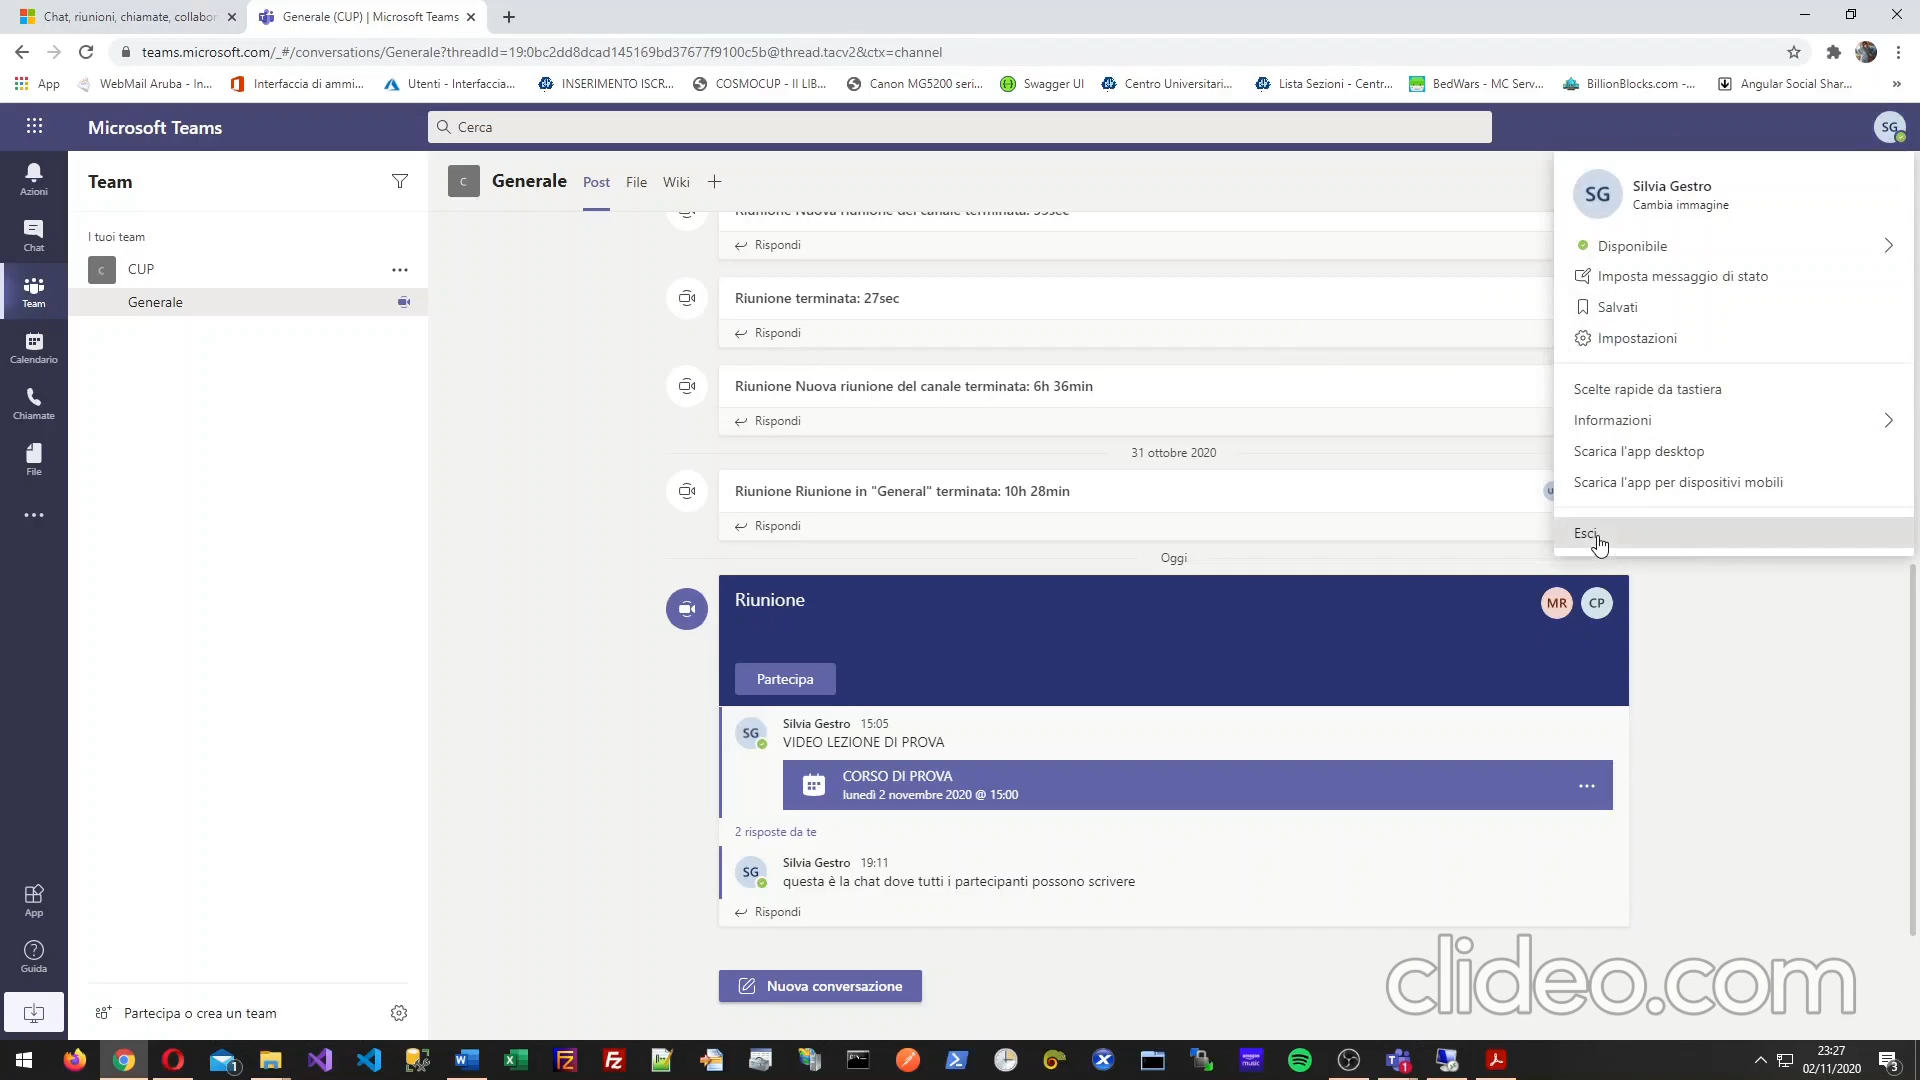 Chat, riunioni, chiamate, collabor
Generale (CUP) | Microsoft Teams
teams.microsoft.com/_#/conversations/Generale?threadId=19:0bc2dd8dcad145169bd37677f9100c5b@thread.tacv2&ctx=channel
App
WebMail Aruba - In...
Interfaccia di ammi...
Utenti - Interfaccia...
INSERIMENTO ISCR...
COSMOCUP - Il LIB...
Canon MG5200 seri...
Swagger UI
Centro Universitari...
Lista Sezioni - Centr...
BedWars - MC Serv...
BillionBlocks.com -...
Angular Social Shar...
Microsoft Teams
Cerca
SG
Azioni
Chat
Team
Calendario
Chiamate
File
App
Guida
Team
I tuoi team
C
CUP
Generale
Partecipa o crea un team
C
Generale
Post
File
Wiki
Rispondi
Riunione terminata: 27sec
Rispondi
Riunione Nuova riunione del canale terminata: 6h 36min
Rispondi
31 ottobre 2020
Riunione Riunione in "General" terminata: 10h 28min
Rispondi
Oggi
Riunione
MR
CP
Partecipa
SG
Silvia Gestro 15:05
VIDEO LEZIONE DI PROVA
CORSO DI PROVA
lunedì 2 novembre 2020 @ 15:00
2 risposte da te
SG
Silvia Gestro 19:11
questa è la chat dove tutti i partecipanti possono scrivere
Rispondi
Nuova conversazione
SG
Silvia Gestro
Cambia immagine
Disponibile
Imposta messaggio di stato
Salvati
Impostazioni
Scelte rapide da tastiera
Informazioni
Scarica l'app desktop
Scarica l'app per dispositivi mobili
Esci
clideo.com
23:27
02/11/2020